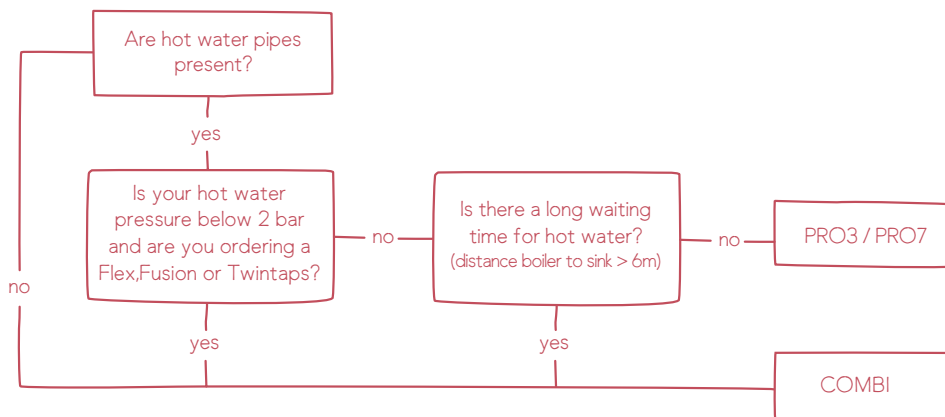 Are hot water pipes
present?
yes
Is your hot water
pressure below 2 bar
and are you ordering a
Flex,Fusion or Twintaps?
no
Is there a long waiting
time for hot water?
(distance boiler to sink > 6m)
no
PRO3 / PRO7
no
yes
yes
COMBI